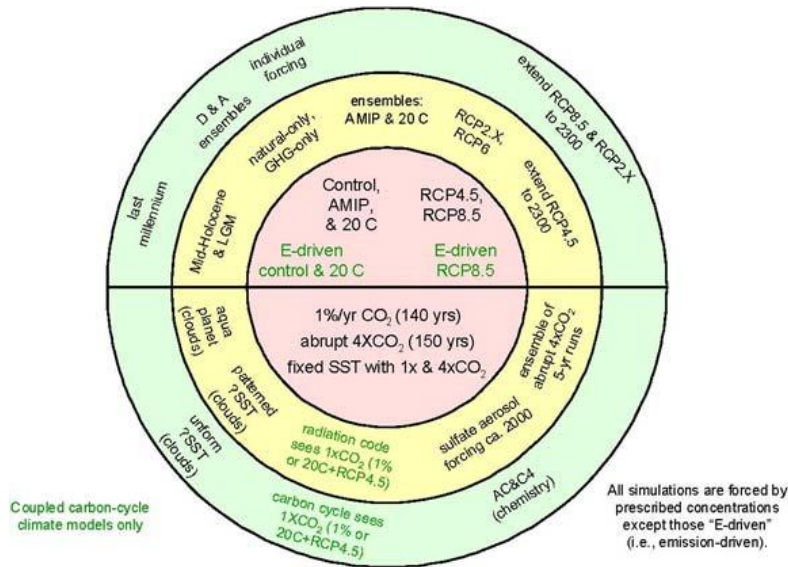 individual
forcing
D & A
ensembles
last
millennium
extend RCP8.5 & RCP2.X
to 2300
ensembles:
AMIP & 20 C
natural-only,
GHG-only
RCP2.X,
RCP6
Mid-Holocene
& LGM
extend RCP4.5
to 2300
Control,
AMIP,
& 20 C
RCP4.5,
RCP8.5
E-driven
control & 20 C
E-driven
RCP8.5
1%/yr CO₂ (140 yrs)
abrupt 4XCO₂ (150 yrs)
fixed SST with 1x & 4xCO₂
aqua
planet
(clouds)
patterned
?SST
(clouds)
unform
?SST
(clouds)
ensemble of
abrupt 4xCO₂
5-yr runs
sulfate aerosol
forcing ca. 2000
radiation code
sees 1xCO₂ (1%
or 20C+RCP4.5)
carbon cycle sees
1XCO₂ (1% or
20C+RCP4.5)
AC&C4
(chemistry)
Coupled carbon-cycle
climate models only
All simulations are forced by
prescribed concentrations
except those “E-driven”
(i.e., emission-driven).